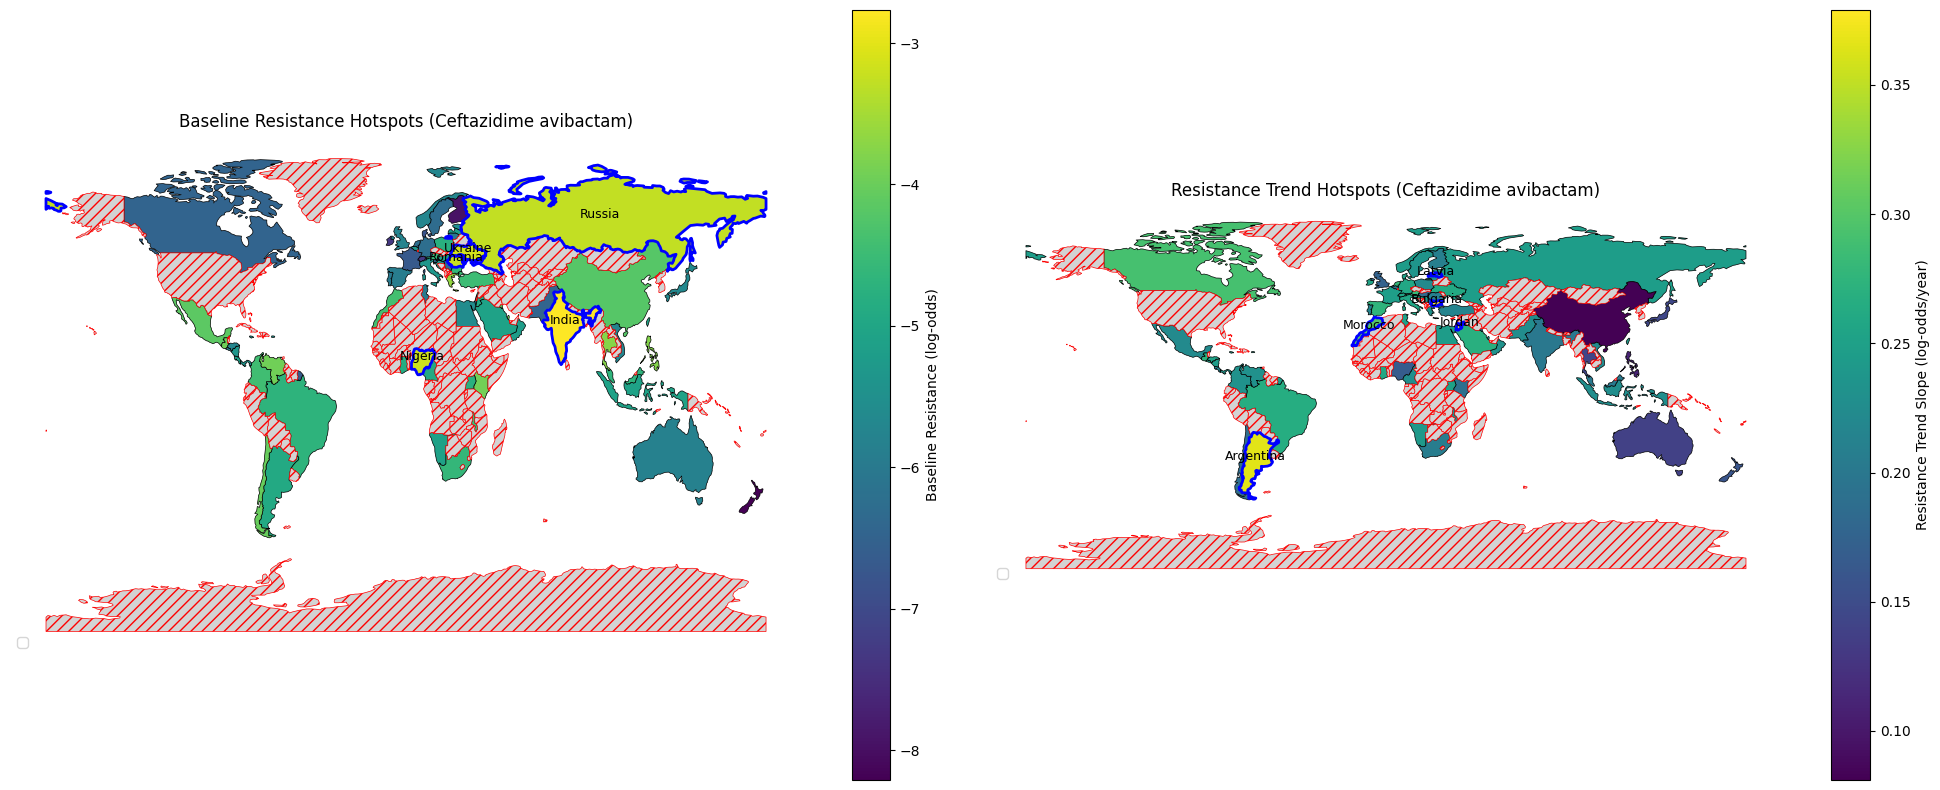 Baseline Resistance Hotspots (Ceftazidime avibactam)
Russia
Ukraine
Romania
India
Nigeria
−3
−4
−5
−6
−7
−8
Baseline Resistance (log-odds)
Resistance Trend Hotspots (Ceftazidime avibactam)
Latvia
Bulgaria
Jordan
Morocco
Argentina
0.35
0.30
0.25
0.20
0.15
0.10
Resistance Trend Slope (log-odds/year)